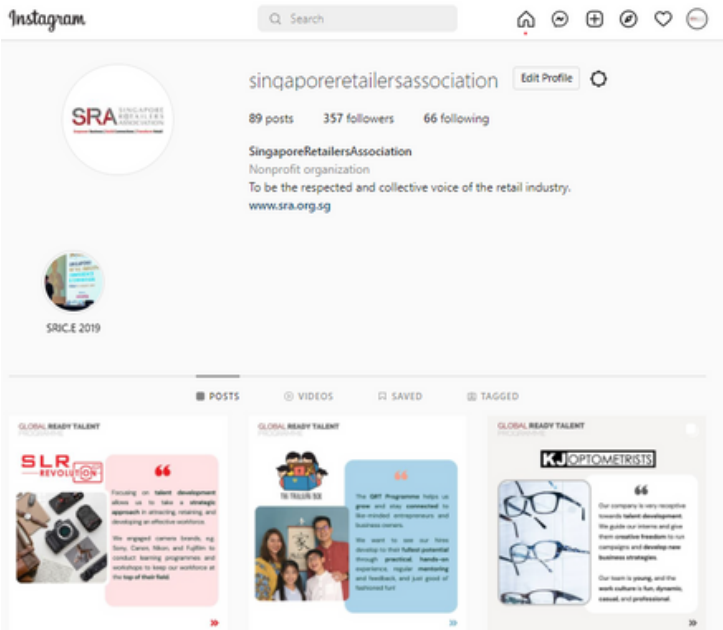 Instagram
Search
singaporeretailersassociation Edit Profile
89 posts 357 followers 66 following
SingaporeRetailersAssociation
Nonprofit organization
To be the respected and collective voice of the retail industry.
www.sra.org.sg
SRA SINGAPORE
RETAILERS
ASSOCIATION
SRIC.E 2019
POSTS VIDEOS SAVED TAGGED
GLOBAL READY TALENT
PROGRAMME
SLR
REVOLUTION
Focusing on talent development
allows us to take a strategic
approach in attracting, retaining, and
developing an effective workforce.
We engaged camera brands, e.g.
Sony, Canon, Nikon, and Fujifilm to
conduct learning programmes and
workshops to keep our workforce at
the top of their field.
GLOBAL READY TALENT
PROGRAMME
The GRT Programme helps us
grow and stay connected to
like-minded entrepreneurs and
business owners.
We want to see our hires
develop to their fullest potential
through practical, hands-on
experience, regular mentoring
and feedback, and just good ol'
fashioned fun!
GLOBAL READY TALENT
PROGRAMME
KJ OPTOMETRISTS
Our company is very receptive
towards talent development.
We guide our interns and give
them creative freedom to run
campaigns and develop new
business strategies.
Our team is young, and the
work culture is fun, dynamic,
casual, and professional.